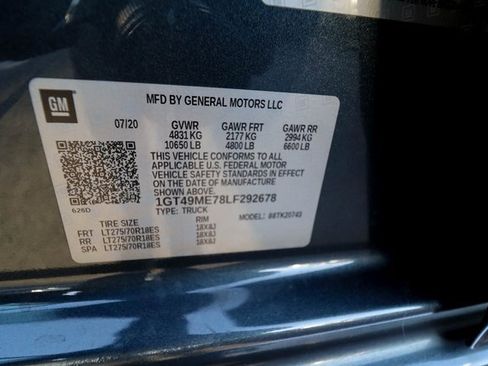 GM
MFD BY GENERAL MOTORS LLC
07/20 GVWR GAWR FRT GAWR RR
4831 KG 2177 KG 2994 KG
10650 LB 4800 LB 6600 LB
THIS VEHICLE CONFORMS TO ALL
APPLICABLE U.S. FEDERAL MOTOR
VEHICLE SAFETY STANDARDS IN
EFFECT ON THE DATE OF MANUFACTURE
SHOWN ABOVE.
1GT49ME78LF292678
TYPE: TRUCK
626D
TIRE SIZE RIM
FRT LT275/70R18ES 18X8J
RR LT275/70R18ES 18X8J
SPA LT275/70R18ES 18X8J